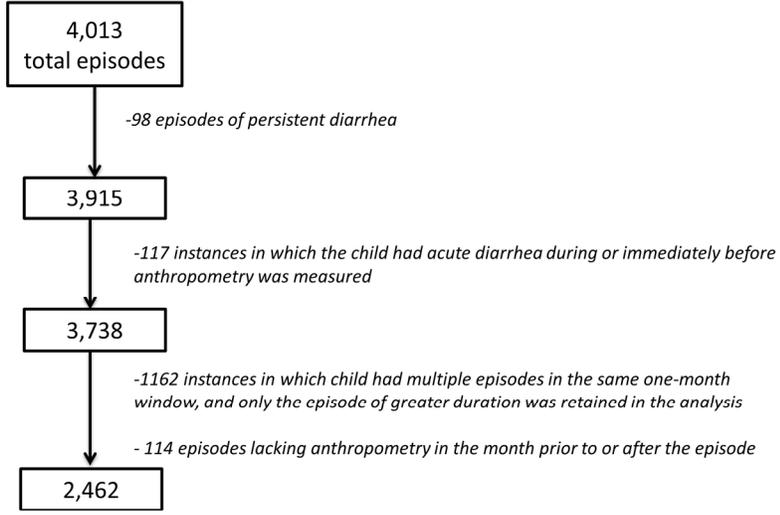 4,013
total episodes
-98 episodes of persistent diarrhea
3,915
-117 instances in which the child had acute diarrhea during or immediately before
anthropometry was measured
3,738
-1162 instances in which child had multiple episodes in the same one-month
window, and only the episode of greater duration was retained in the analysis
- 114 episodes lacking anthropometry in the month prior to or after the episode
2,462